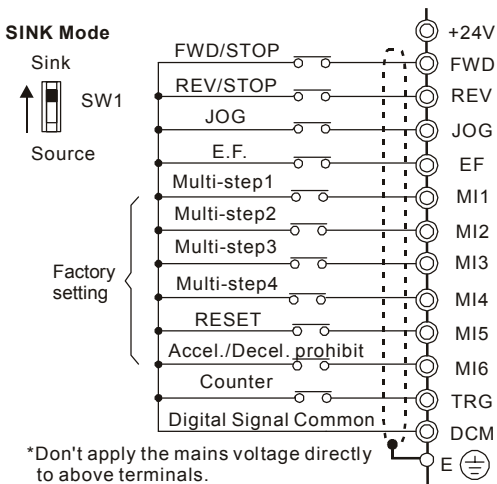 SINK Mode
Sink
SW1
Source
+24V
FWD/STOP
FWD
REV/STOP
REV
JOG
JOG
E.F.
EF
Multi-step1
MI1
Multi-step2
MI2
Multi-step3
MI3
Factory
setting
Multi-step4
MI4
RESET
MI5
Accel./Decel. prohibit
MI6
Counter
TRG
Digital Signal Common
DCM
*Don't apply the mains voltage directly
to above terminals.
E